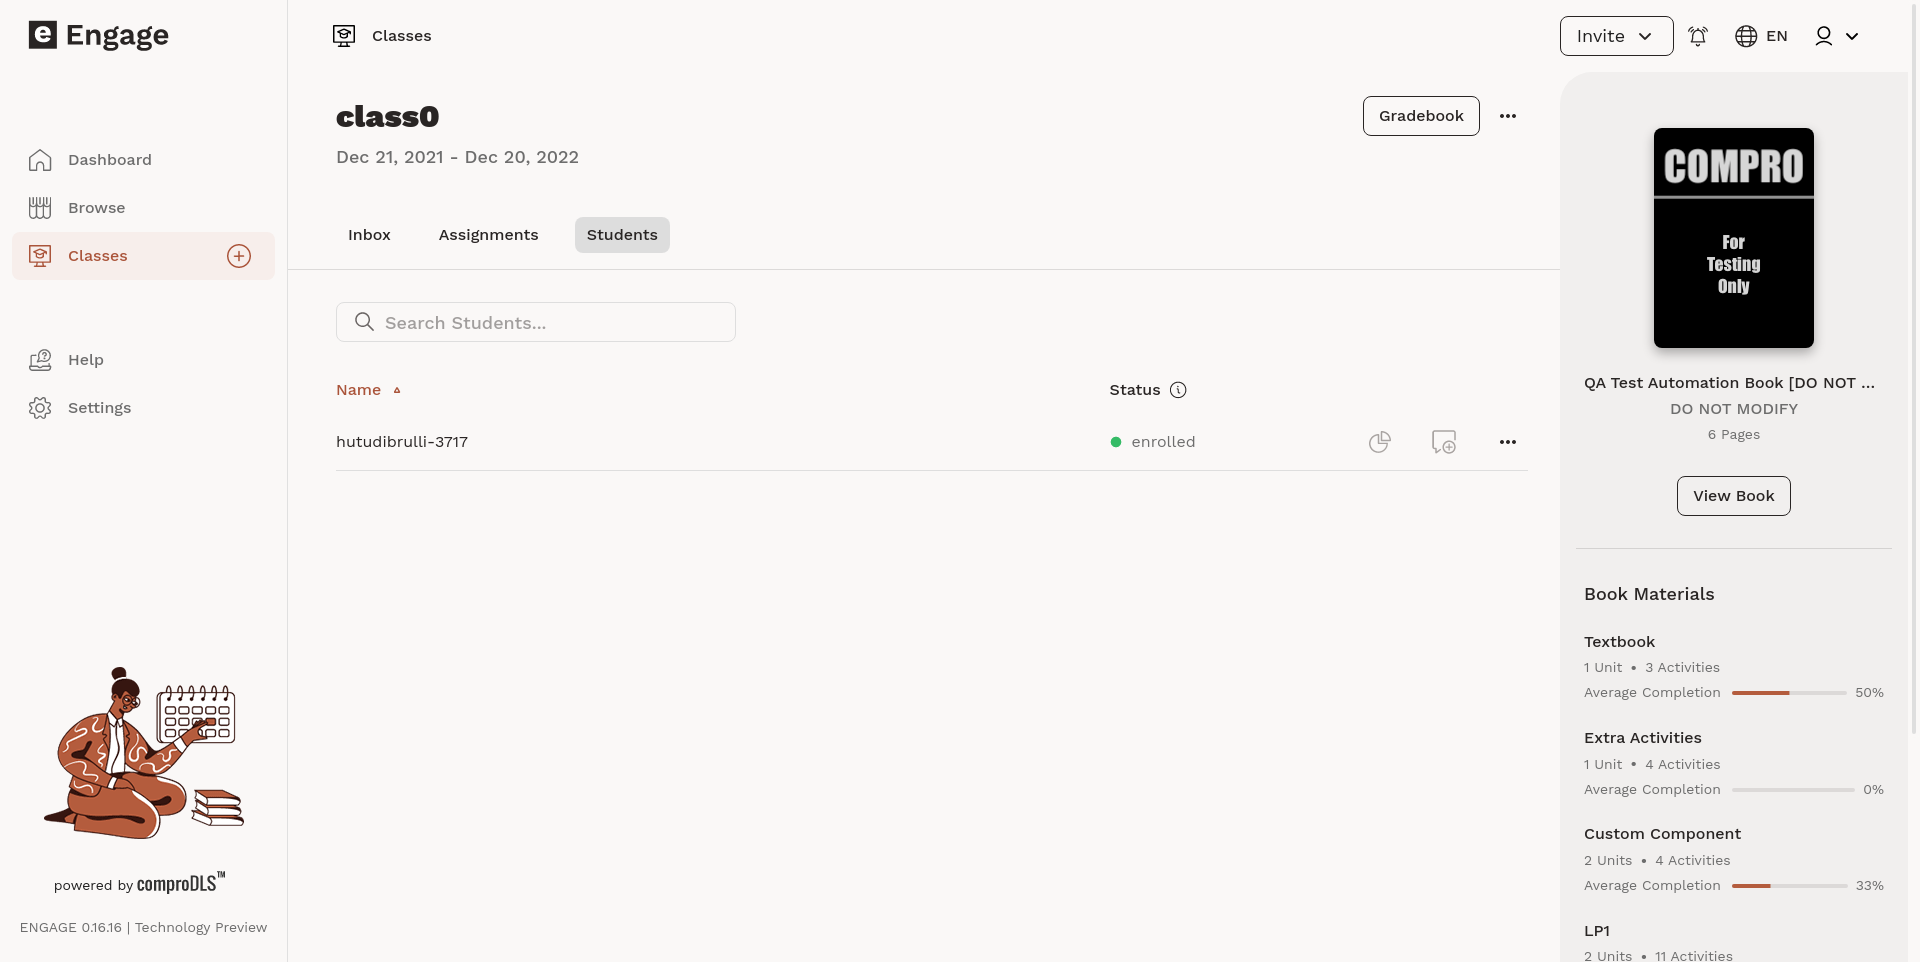 e Engage
Classes
Invite
EN
Dashboard
Browse
Classes
Help
Settings
powered by comproDLS™
ENGAGE 0.16.16 | Technology Preview
class0
Dec 21, 2021 - Dec 20, 2022
Gradebook
Inbox
Assignments
Students
Search Students...
Name
Status
hutudibrulli-3717
enrolled
COMPRO
For
Testing
Only
QA Test Automation Book [DO NOT ...
DO NOT MODIFY
6 Pages
View Book
Book Materials
Textbook
1 Unit • 3 Activities
Average Completion 50%
Extra Activities
1 Unit • 4 Activities
Average Completion 0%
Custom Component
2 Units • 4 Activities
Average Completion 33%
LP1
2 Units • 11 Activities